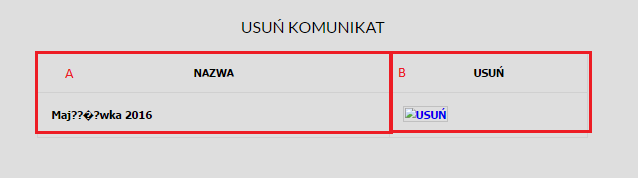 USUŃ KOMUNIKAT
A NAZWA
B USUŃ
Maj??�?wka 2016
USUŃ